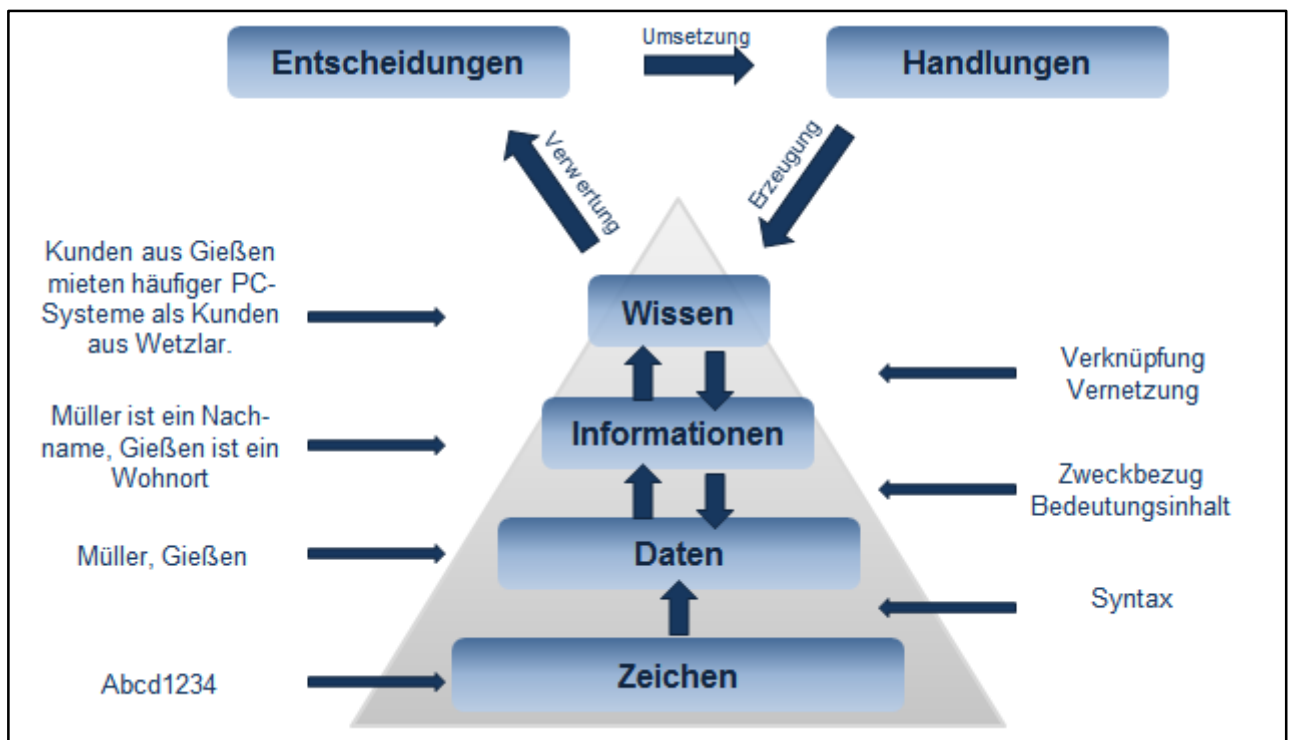 Entscheidungen
Umsetzung
Handlungen
Verwertung
Erzeugung
Kunden aus Gießen
mieten häufiger PC-
Systeme als Kunden
aus Wetzlar.
Wissen
Verknüpfung
Vernetzung
Müller ist ein Nach-
name, Gießen ist ein
Wohnort
Informationen
Zweckbezug
Bedeutungsinhalt
Müller, Gießen
Daten
Syntax
Abcd1234
Zeichen